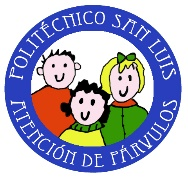 POLITÉCNICO SAN LUIS
ATENCIÓN DE PÁRVULOS